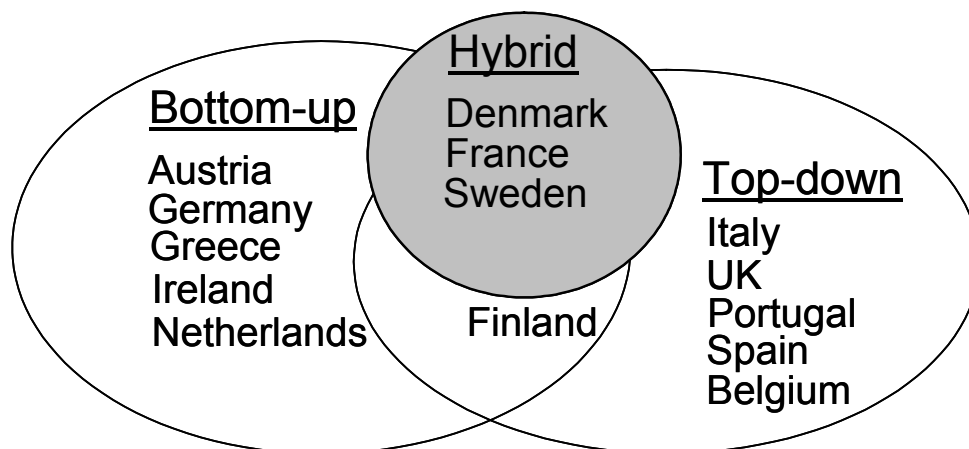 Hybrid
Denmark
France
Sweden
Bottom-up
Austria
Germany
Greece
Ireland
Netherlands
Finland
Top-down
Italy
UK
Portugal
Spain
Belgium